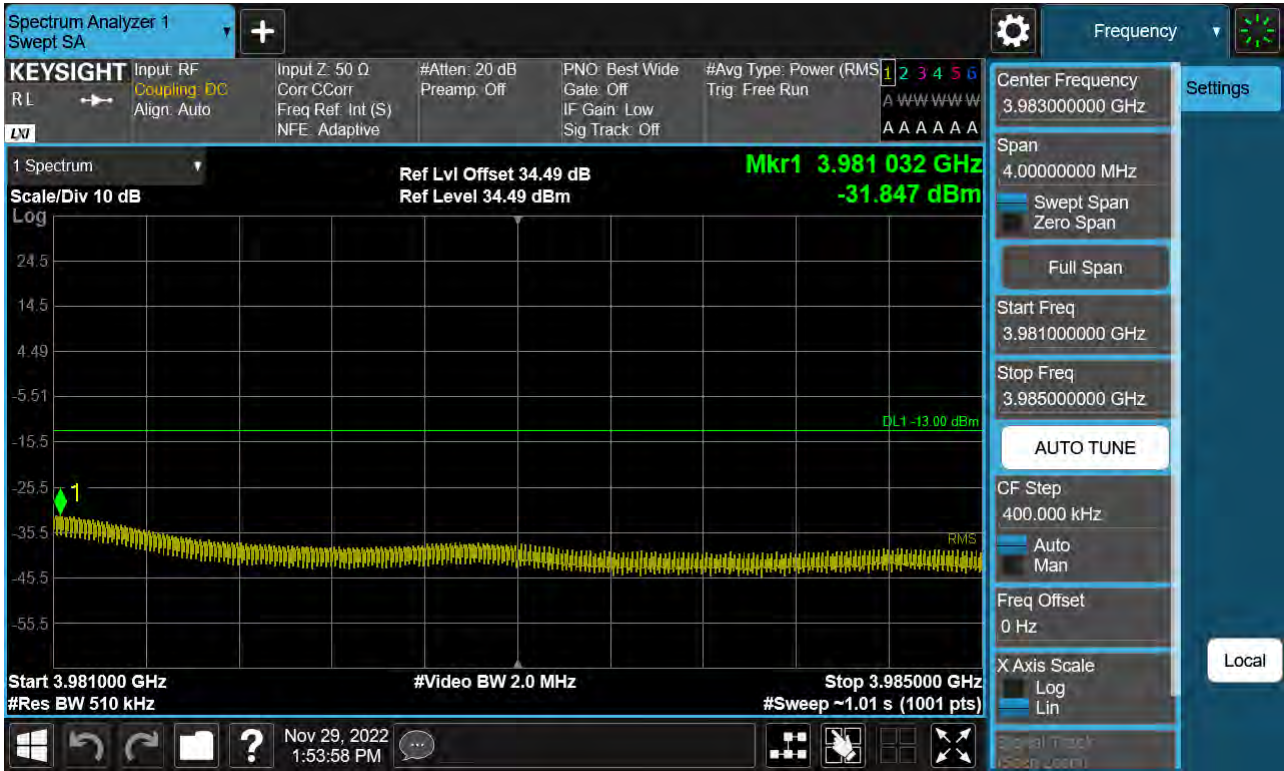 Spectrum Analyzer 1
Swept SA
Frequency
KEYSIGHT
RL
LXI
Input: RF
Coupling: DC
Align: Auto
Input Z: 50 Ω
Corr CCorr
Freq Ref: Int (S)
NFE: Adaptive
#Atten: 20 dB
Preamp: Off
PNO: Best Wide
Gate: Off
IF Gain: Low
Sig Track: Off
#Avg Type: Power (RMS
Trig: Free Run
1 2 3 4 5 6
A W W W W W
A A A A A A
1 Spectrum
Scale/Div 10 dB
Log
Ref Lvl Offset 34.49 dB
Ref Level 34.49 dBm
Mkr1 3.981 032 GHz
-31.847 dBm
24.5
14.5
4.49
-5.51
DL1 -13.00 dBm
-15.5
-25.5
1
-35.5
RMS
-45.5
-55.5
Start 3.981000 GHz
#Res BW 510 kHz
#Video BW 2.0 MHz
Stop 3.985000 GHz
#Sweep ~1.01 s (1001 pts)
Center Frequency
3.983000000 GHz
Settings
Span
4.00000000 MHz
Swept Span
Zero Span
Full Span
Start Freq
3.981000000 GHz
Stop Freq
3.985000000 GHz
AUTO TUNE
CF Step
400.000 kHz
Auto
Man
Freq Offset
0 Hz
X Axis Scale
Log
Lin
Local
Signal Track
(Span Zoom)
?
Nov 29, 2022
1:53:58 PM